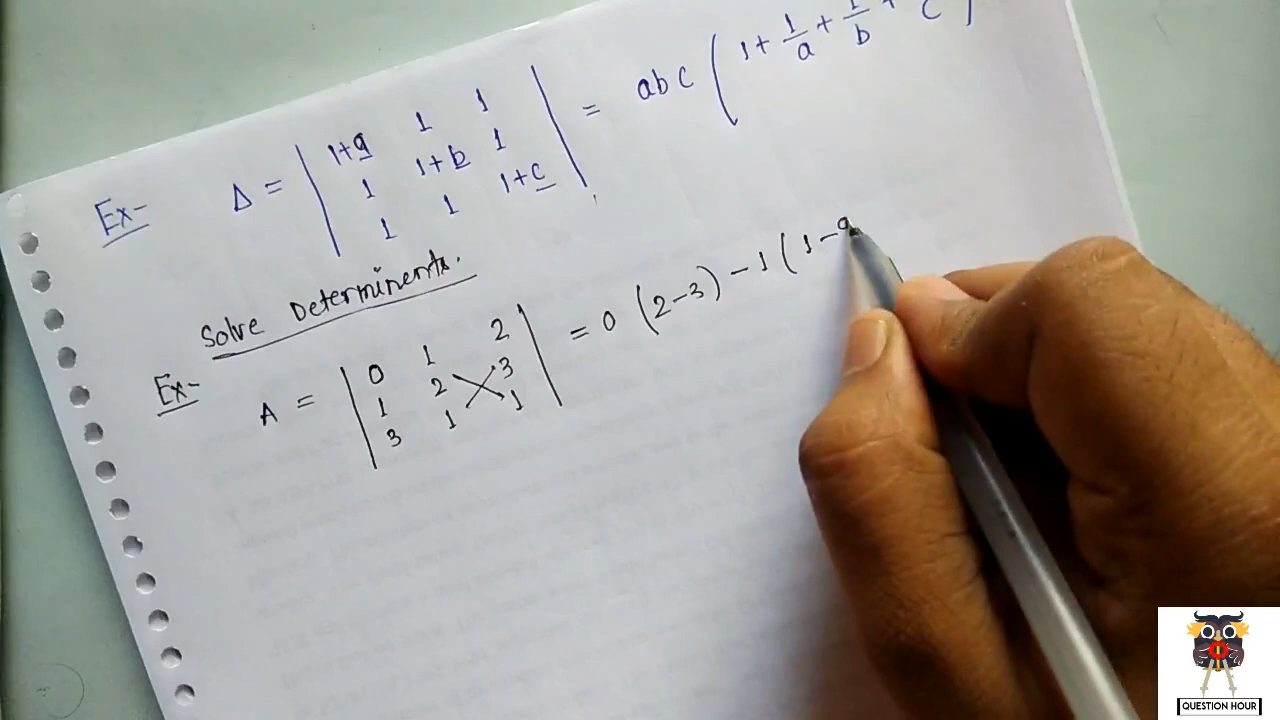 Ex- Δ = | 1+a 1 1 | = abc ( 1 + 1/a + 1/b + 1/c )
| 1 1+b 1 |
| 1 1 1+c |
Solve Determinents.
Ex- A = | 0 1 2 | = 0 (2-3) - 1 (1-9
| 1 2 3 |
| 3 1 1 |
QUESTION HOUR